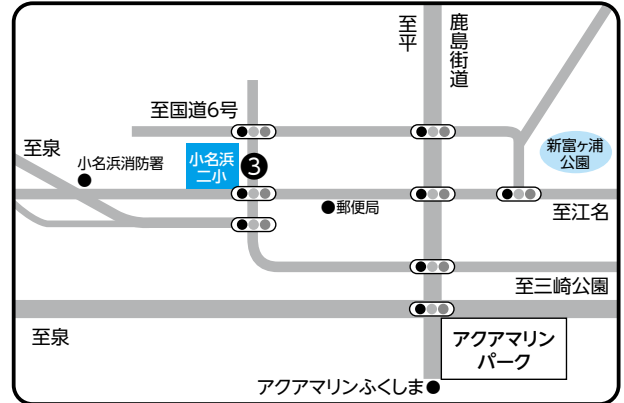 至平
鹿島街道
至国道6号
至泉
小名浜消防署
小名浜
二小
3
新富ヶ浦
公園
●郵便局
至江名
至三崎公園
至泉
アクアマリン
パーク
アクアマリンふくしま●